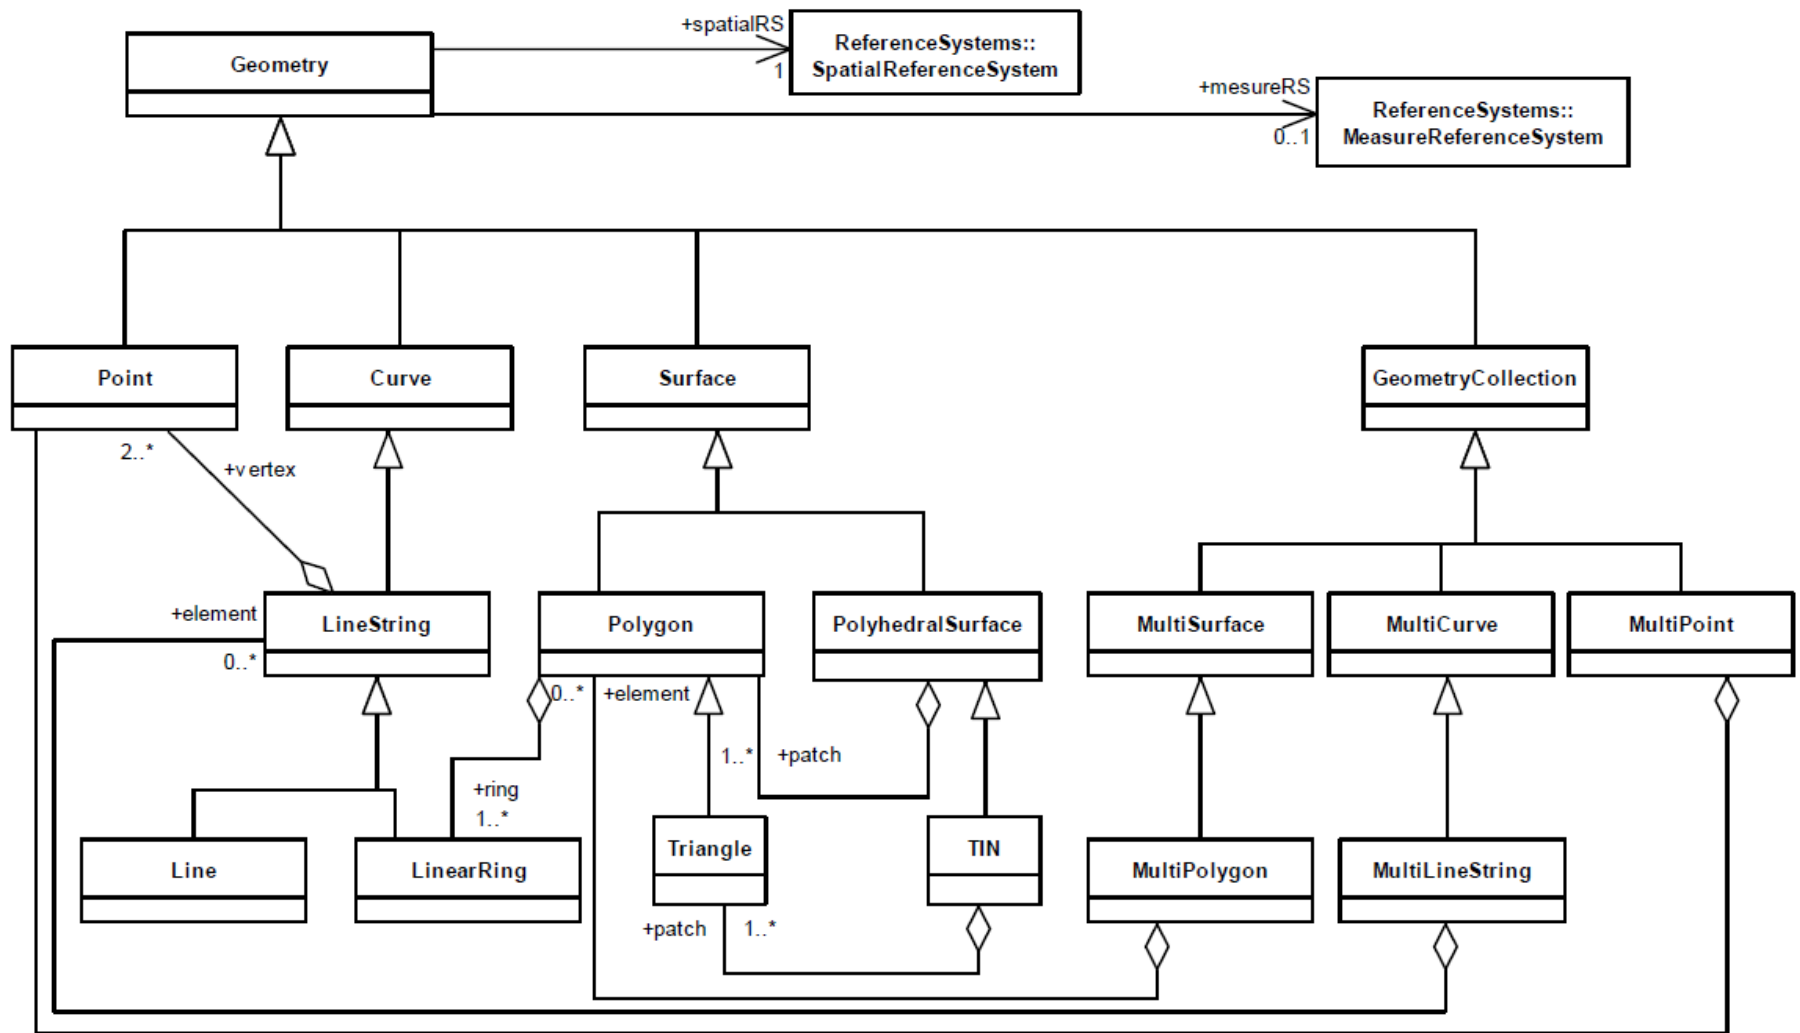 +spatialRS
1
Geometry
ReferenceSystems::
SpatialReferenceSystem
+mesureRS
0..1
ReferenceSystems::
MeasureReferenceSystem
Point
Curve
Surface
GeometryCollection
2..*
+vertex
+element
0..*
LineString
Polygon
PolyhedralSurface
MultiSurface
MultiCurve
MultiPoint
0..*
+element
1..*
+patch
+ring
1..*
Line
LinearRing
Triangle
TIN
MultiPolygon
MultiLineString
+patch
1..*